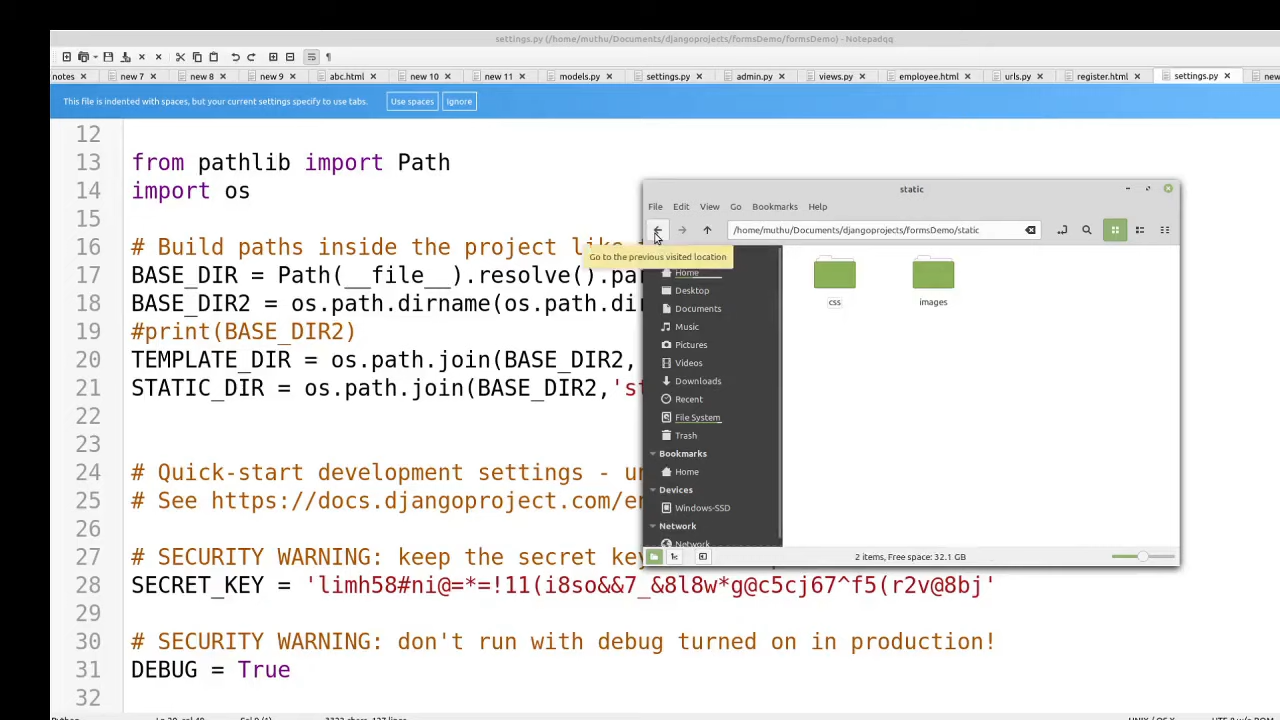 settings.py (/home/muthu/Documents/djangoprojects/formsDemo/formsDemo) - Notepadqq
notes new 7 new 8 new 9 abc.html new 10 new 11 models.py settings.py admin.py views.py employee.html urls.py register.html settings.py new
This file is indented with spaces, but your current settings specify to use tabs. Use spaces Ignore
12
13 from pathlib import Path
14 import os
15
16 # Build paths inside the project like
17 BASE_DIR = Path(__file__).resolve().pa
18 BASE_DIR2 = os.path.dirname(os.path.di
19 #print(BASE_DIR2)
20 TEMPLATE_DIR = os.path.join(BASE_DIR2,
21 STATIC_DIR = os.path.join(BASE_DIR2,'s
22
23
24 # Quick-start development settings - u
25 # See https://docs.djangoproject.com/e
26
27 # SECURITY WARNING: keep the secret ke
28 SECRET_KEY = 'limh58#ni@=*=!11(i8so&&7_&8l8w*g@c5cj67^f5(r2v@8bj'
29
30 # SECURITY WARNING: don't run with debug turned on in production!
31 DEBUG = True
32
static
File Edit View Go Bookmarks Help
/home/muthu/Documents/djangoprojects/formsDemo/static
Go to the previous visited location
Home
Desktop
Documents
Music
Pictures
Videos
Downloads
Recent
File System
Trash
Bookmarks
Home
Devices
Windows-SSD
Network
Network
css images
2 items, Free space: 32.1 GB